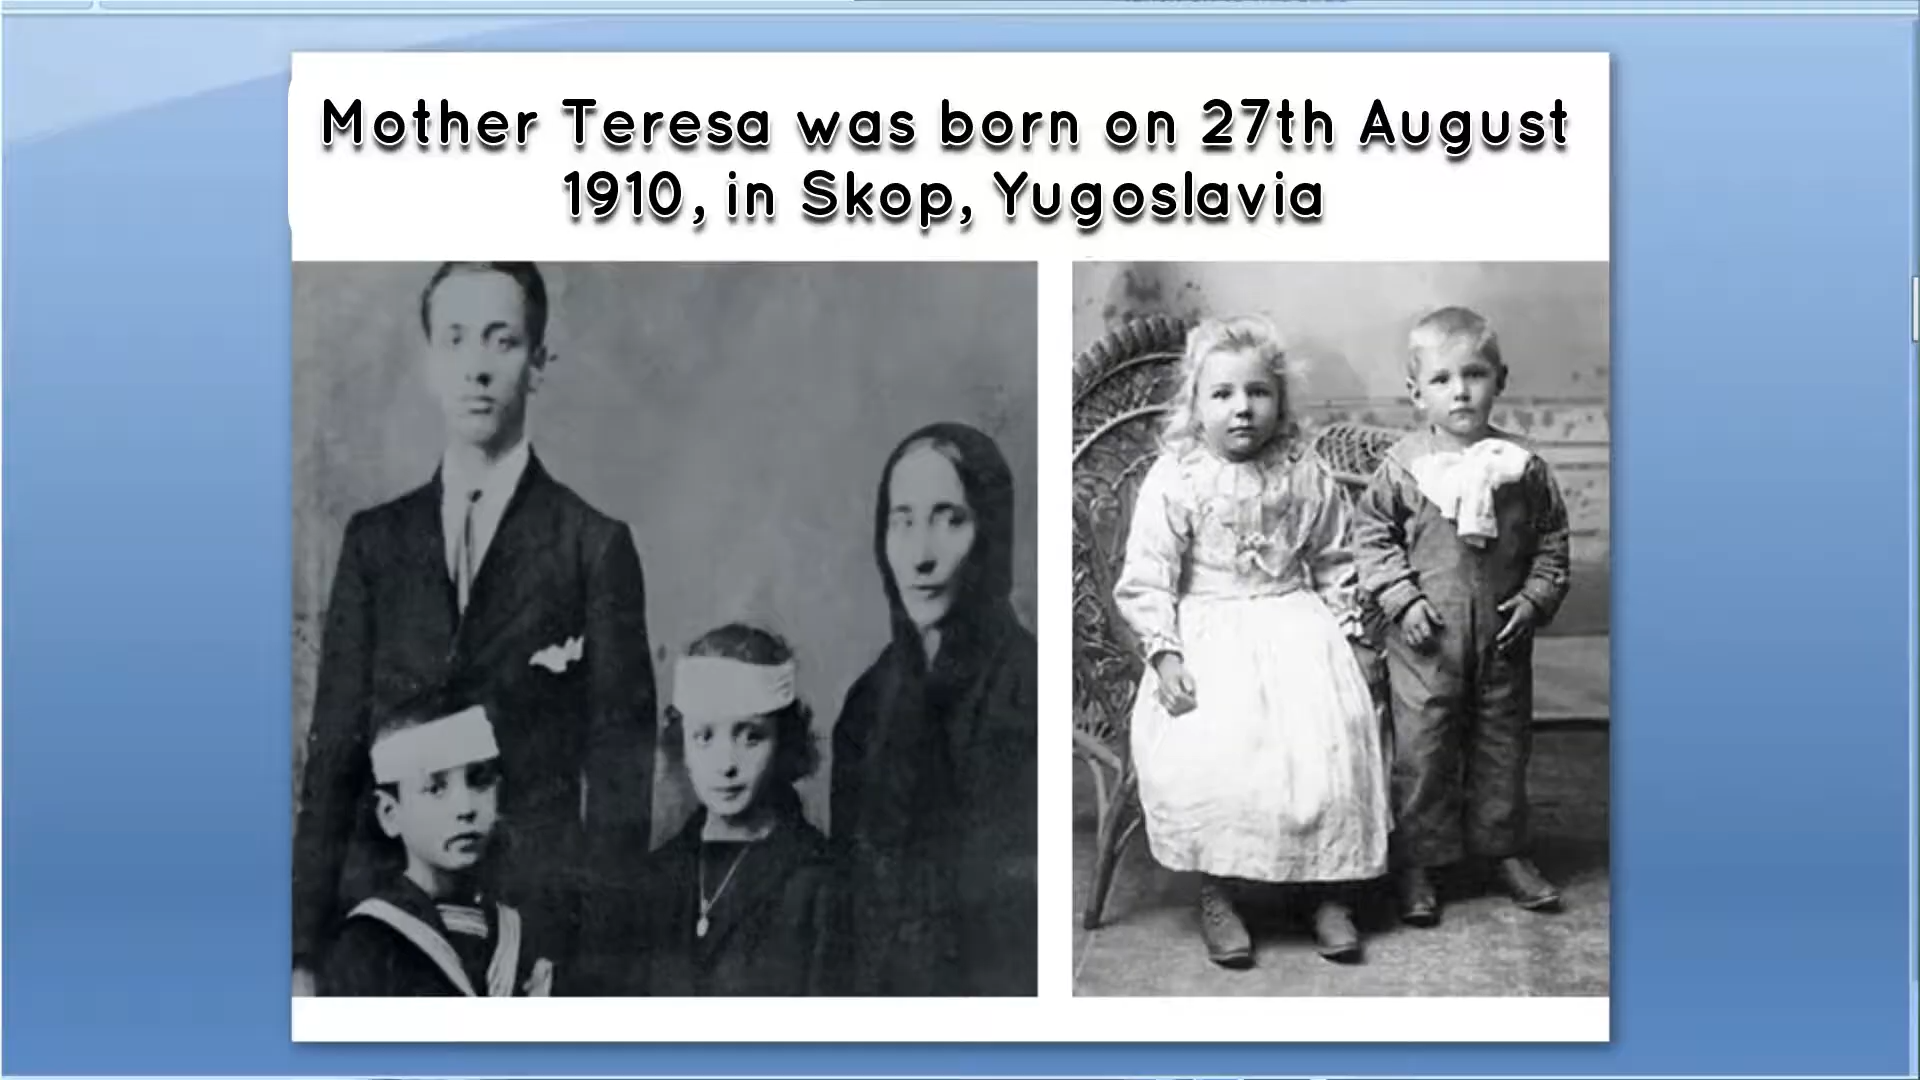 Mother Teresa was born on 27th August
1910, in Skop, Yugoslavia